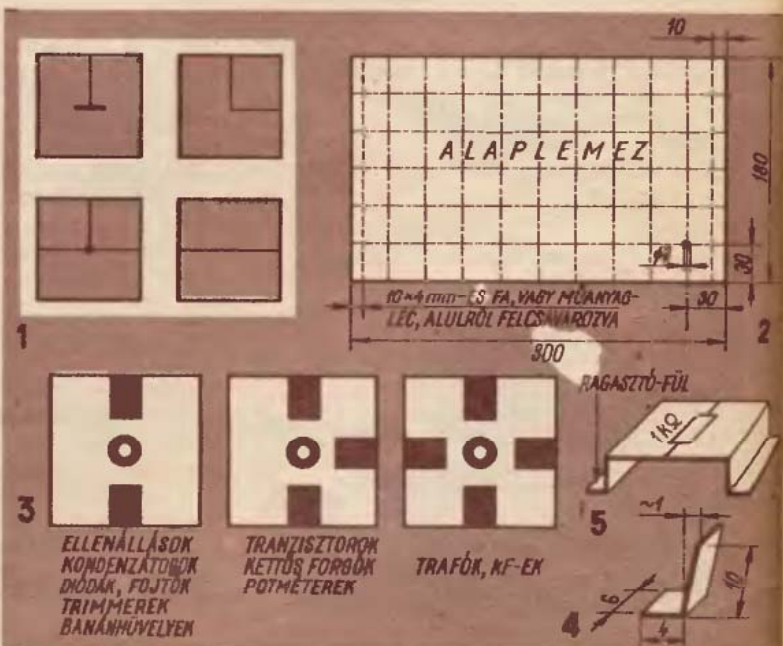 1
10
ALAPLEMEZ
180
30
10×4 mm-ES FA, VAGY MŰANYAG-
LÉC, ALULRÓL FELCSAVAROZVA
30
300
2
3
ELLENÁLLÁSOK
KONDENZÁTOROK
DIÓDÁK, FOJTÓK
TRIMMEREK
BANÁNHÜVELYEK
TRANZISZTOROK
KETTŐS FORGÓK
POTMÉTEREK
TRAFÓK, KF-EK
RAGASZTÓ-FÜL
1kΩ
5
~1
10
6
4
4